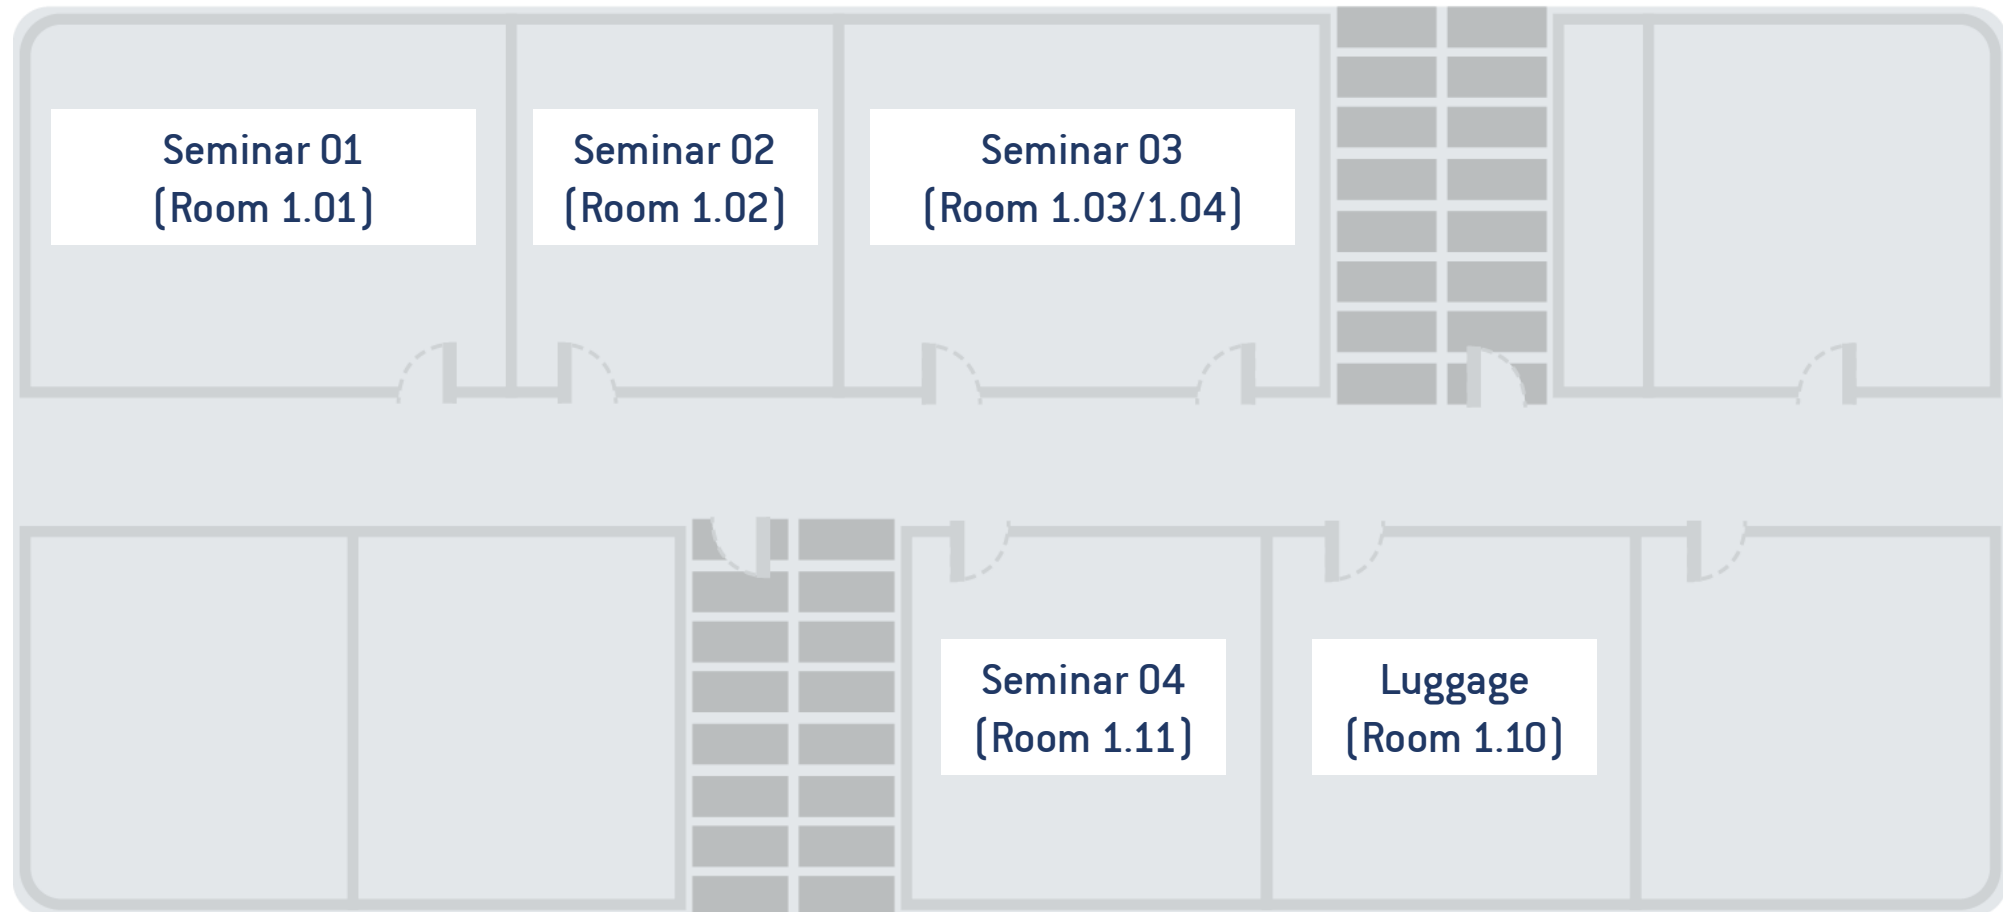 Seminar 01
(Room 1.01)
Seminar 02
(Room 1.02)
Seminar 03
(Room 1.03/1.04)
Seminar 04
(Room 1.11)
Luggage
(Room 1.10)